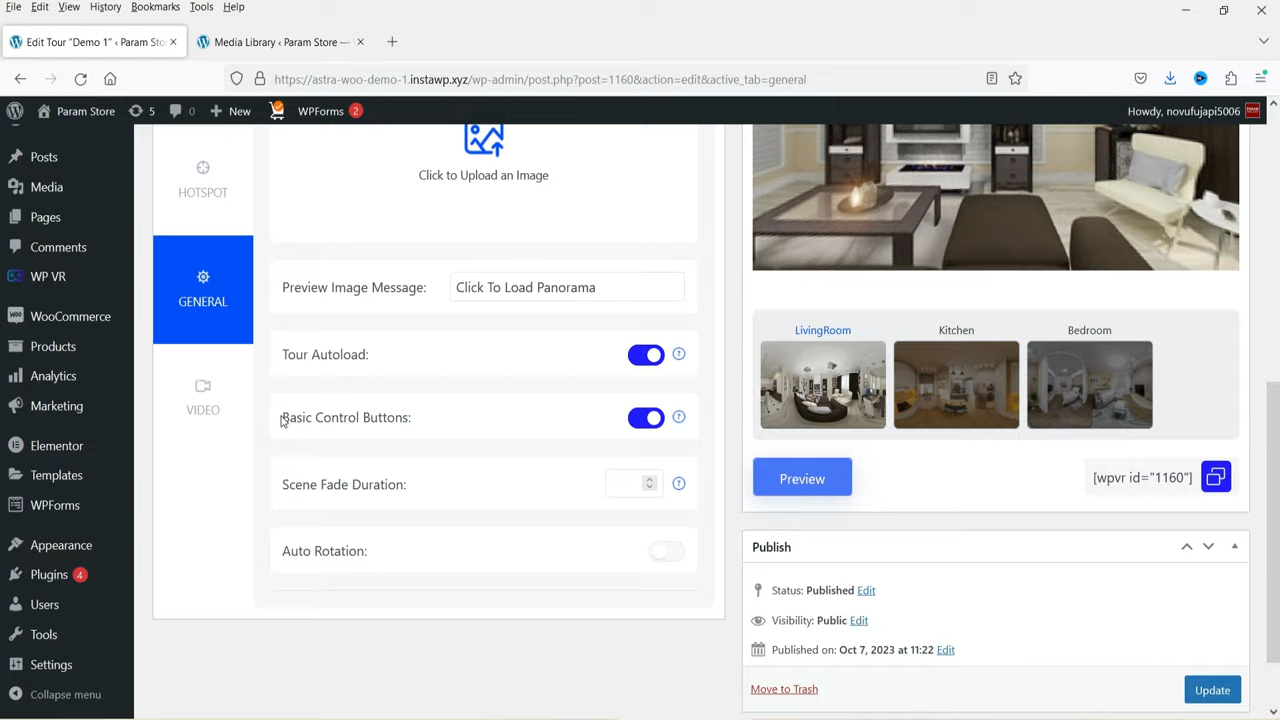 File Edit View History Bookmarks Tools Help
Edit Tour “Demo 1” ‹ Param Sto
Media Library ‹ Param Store —
https://astra-woo-demo-1.instawp.xyz/wp-admin/post.php?post=1160&action=edit&active_tab=general
Param Store 5 0 New WPForms 2 Howdy, novufujapi5006
Posts
Media
Pages
Comments
WP VR
WooCommerce
Products
Analytics
Marketing
Elementor
Templates
WPForms
Appearance
Plugins 4
Users
Tools
Settings
Collapse menu
HOTSPOT
GENERAL
VIDEO
Click to Upload an Image
Preview Image Message: Click To Load Panorama
Tour Autoload:
Basic Control Buttons:
Scene Fade Duration:
Auto Rotation:
LivingRoom Kitchen Bedroom
Preview [wpvr id="1160"]
Publish
Status: Published Edit
Visibility: Public Edit
Published on: Oct 7, 2023 at 11:22 Edit
Move to Trash Update